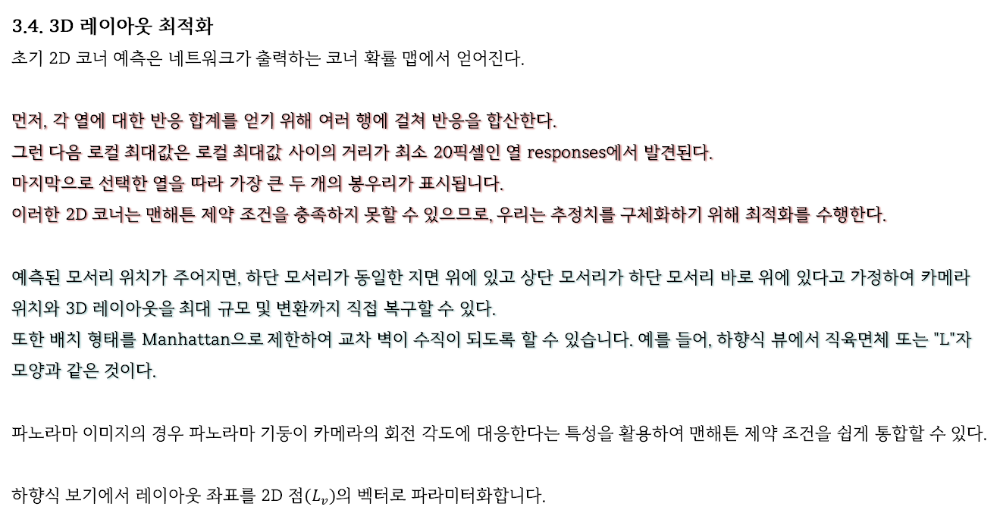 3.4. 3D 레이아웃 최적화
초기 2D 코너 예측은 네트워크가 출력하는 코너 확률 맵에서 얻어진다.
먼저, 각 열에 대한 반응 합계를 얻기 위해 여러 행에 걸쳐 반응을 합산한다.
그런 다음 로컬 최대값은 로컬 최대값 사이의 거리가 최소 20픽셀인 열 responses에서 발견된다.
마지막으로 선택한 열을 따라 가장 큰 두 개의 봉우리가 표시됩니다.
이러한 2D 코너는 맨해튼 제약 조건을 충족하지 못할 수 있으므로, 우리는 추정치를 구체화하기 위해 최적화를 수행한다.
예측된 모서리 위치가 주어지면, 하단 모서리가 동일한 지면 위에 있고 상단 모서리가 하단 모서리 바로 위에 있다고 가정하여 카메라
위치와 3D 레이아웃을 최대 규모 및 변환까지 직접 복구할 수 있다.
또한 배치 형태를 Manhattan으로 제한하여 교차 벽이 수직이 되도록 할 수 있습니다. 예를 들어, 하향식 뷰에서 직육면체 또는 "L"자
모양과 같은 것이다.
파노라마 이미지의 경우 파노라마 기둥이 카메라의 회전 각도에 대응한다는 특성을 활용하여 맨해튼 제약 조건을 쉽게 통합할 수 있다.
하향식 보기에서 레이아웃 좌표를 2D 점(𝐿ᵥ)의 벡터로 파라미터화합니다.